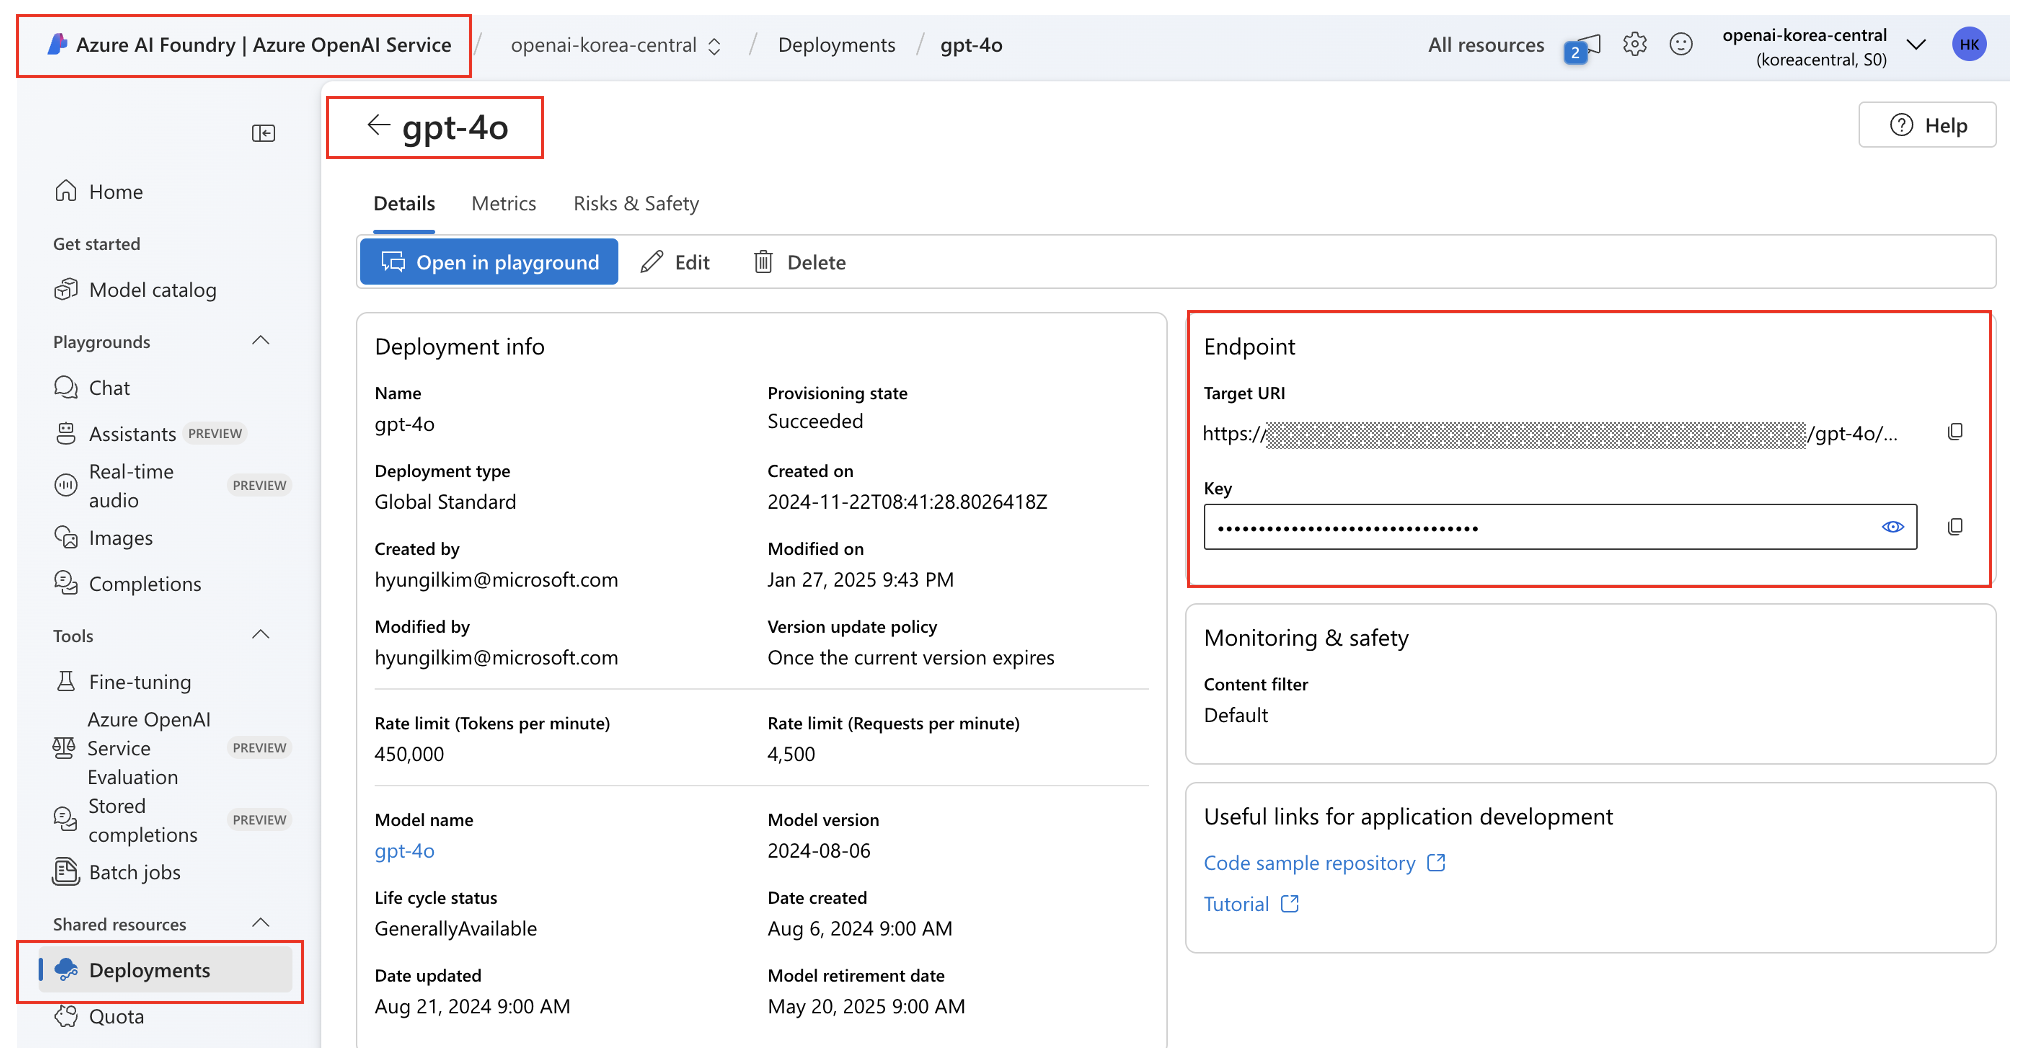 Azure AI Foundry | Azure OpenAI Service / openai-korea-central / Deployments / gpt-4o
All resources
2
openai-korea-central
(koreacentral, S0)
HK
Home
Get started
Model catalog
Playgrounds
Chat
Assistants PREVIEW
Real-time
audio
PREVIEW
Images
Completions
Tools
Fine-tuning
Azure OpenAI
Service
Evaluation
PREVIEW
Stored
completions
PREVIEW
Batch jobs
Shared resources
Deployments
Quota
gpt-4o
Help
Details Metrics Risks & Safety
Open in playground Edit Delete
Deployment info
Name
gpt-4o
Provisioning state
Succeeded
Deployment type
Global Standard
Created on
2024-11-22T08:41:28.8026418Z
Created by
hyungilkim@microsoft.com
Modified on
Jan 27, 2025 9:43 PM
Modified by
hyungilkim@microsoft.com
Version update policy
Once the current version expires
Rate limit (Tokens per minute)
450,000
Rate limit (Requests per minute)
4,500
Model name
gpt-4o
Model version
2024-08-06
Life cycle status
GenerallyAvailable
Date created
Aug 6, 2024 9:00 AM
Date updated
Aug 21, 2024 9:00 AM
Model retirement date
May 20, 2025 9:00 AM
Endpoint
Target URI
https:// /gpt-4o/...
Key
••••••••••••••••••••••••••••••••
Monitoring & safety
Content filter
Default
Useful links for application development
Code sample repository
Tutorial